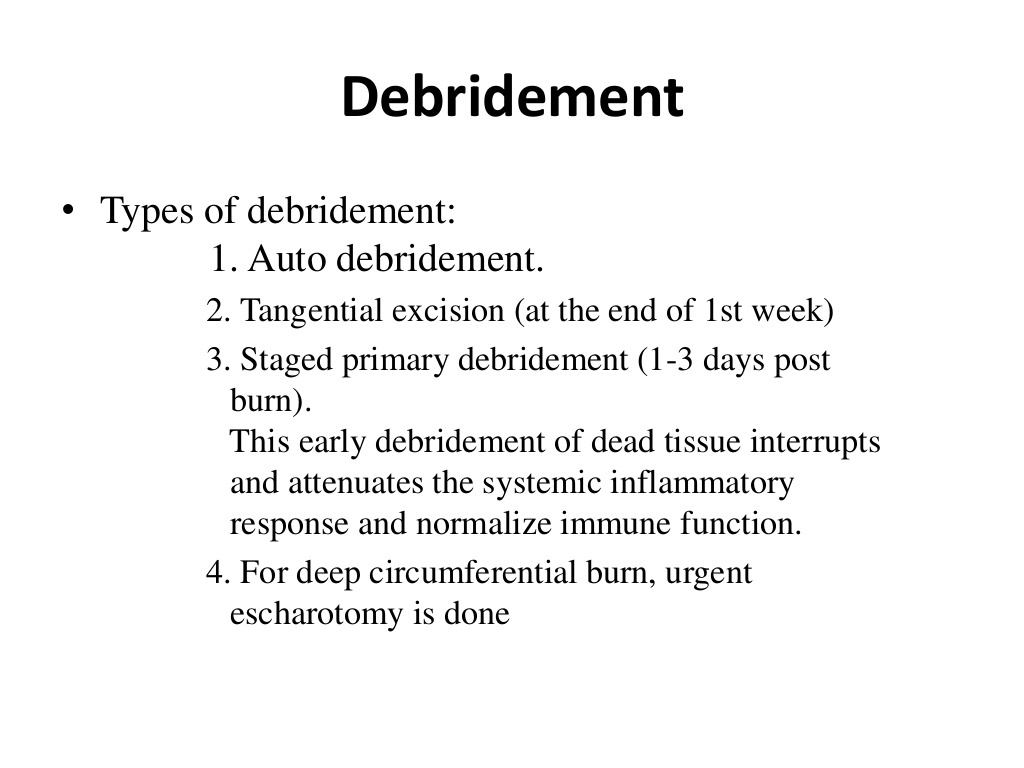 Debridement
• Types of debridement:
1. Auto debridement.
2. Tangential excision (at the end of 1st week)
3. Staged primary debridement (1-3 days post
burn).
This early debridement of dead tissue interrupts
and attenuates the systemic inflammatory
response and normalize immune function.
4. For deep circumferential burn, urgent
escharotomy is done